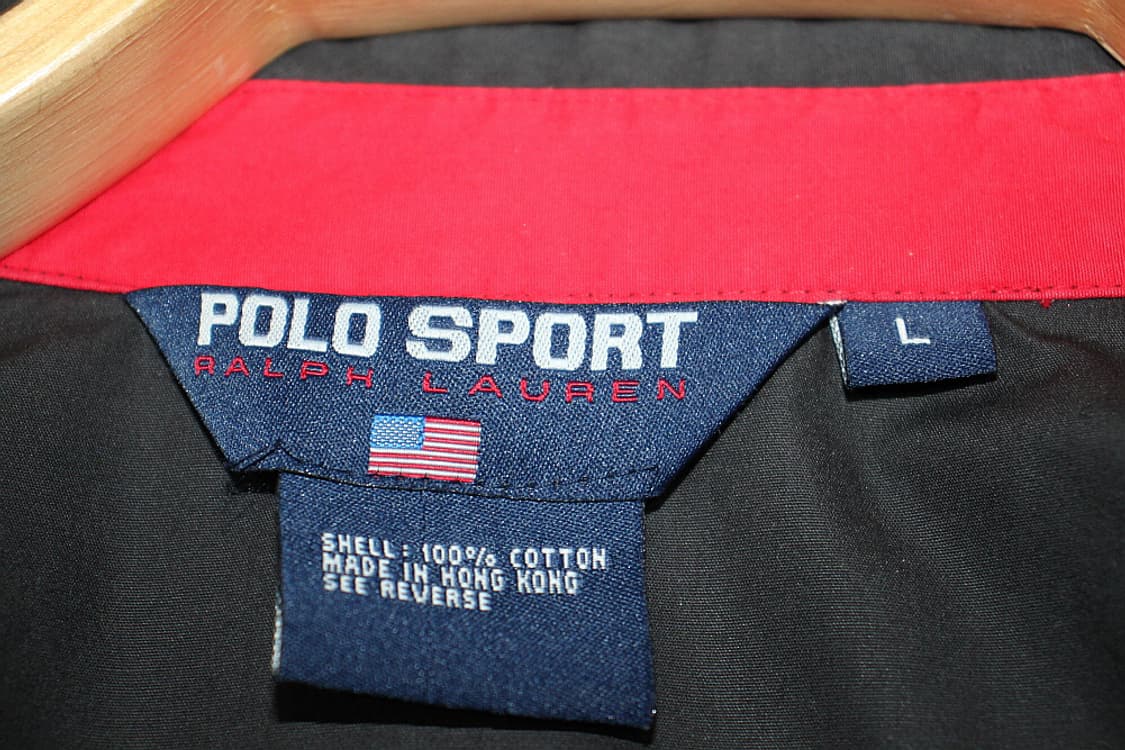 POLO SPORT
RALPH LAUREN
L
SHELL: 100% COTTON
MADE IN HONG KONG
SEE REVERSE